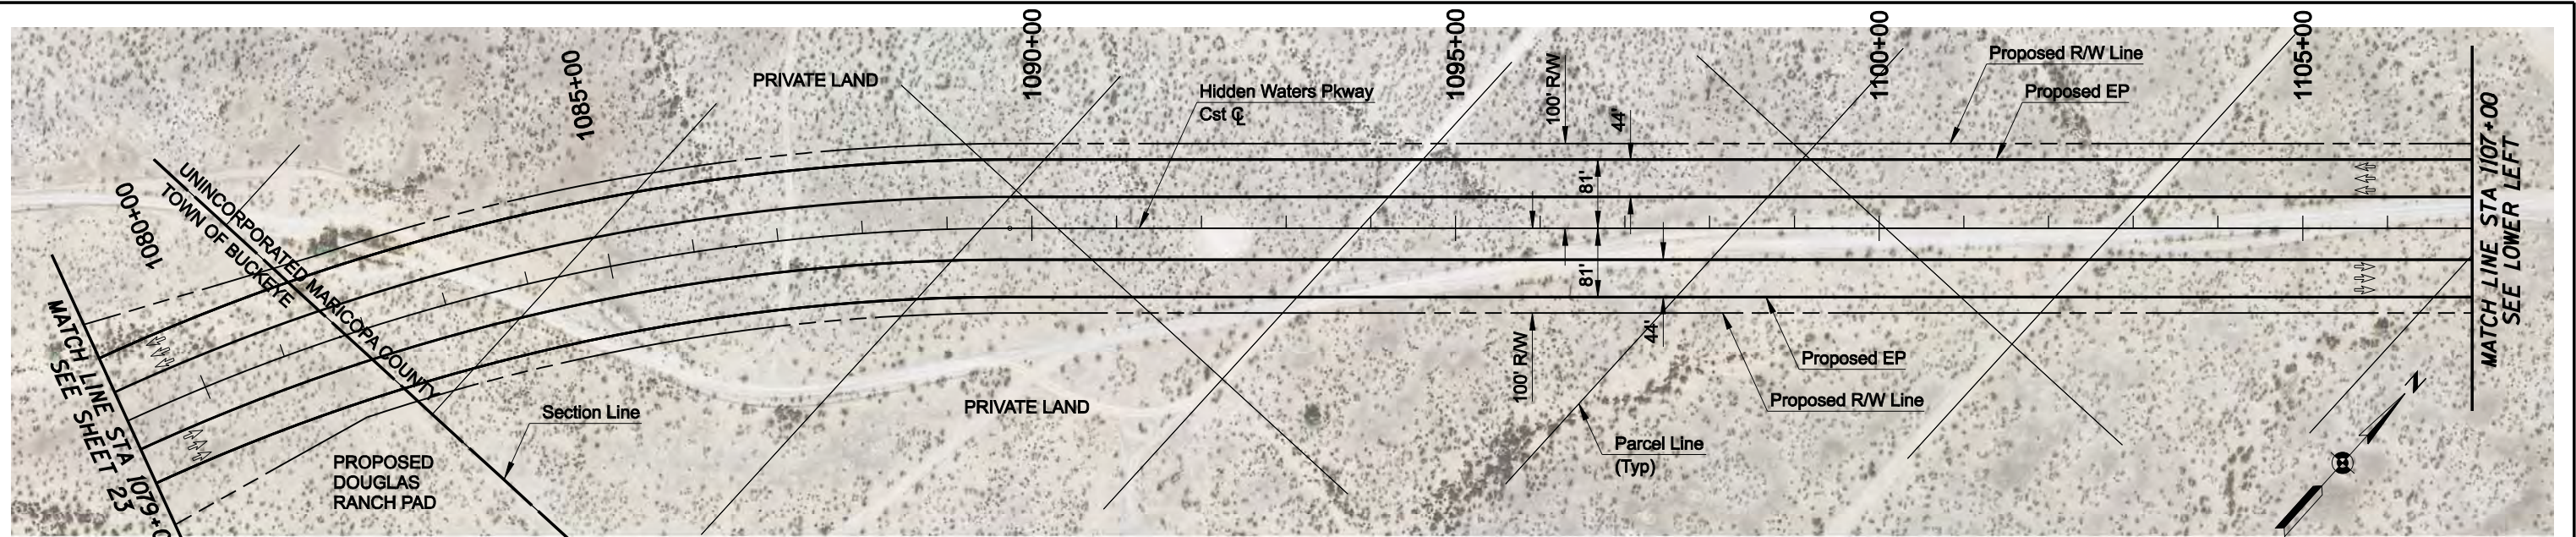 1080+00
1085+00
1090+00
1095+00
1100+00
1105+00
PRIVATE LAND
Hidden Waters Pkway
Cst ℄
100' R/W
44'
81'
Proposed R/W Line
Proposed EP
UNINCORPORATED MARICOPA COUNTY
TOWN OF BUCKEYE
MATCH LINE STA 1079+0
SEE SHEET 23
PROPOSED
DOUGLAS
RANCH PAD
Section Line
PRIVATE LAND
81'
100' R/W
44'
Proposed EP
Proposed R/W Line
Parcel Line
(Typ)
MATCH LINE STA 1107+00
SEE LOWER LEFT
N